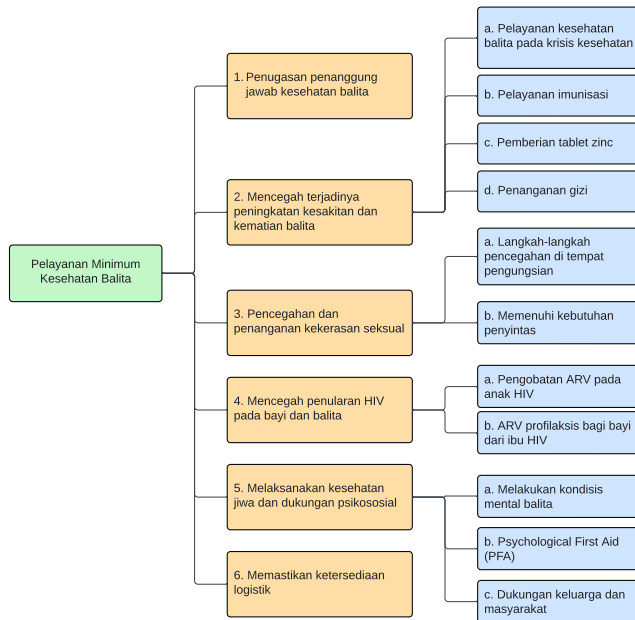 Pelayanan Minimum
Kesehatan Balita
1. Penugasan penanggung
jawab kesehatan balita
2. Mencegah terjadinya
peningkatan kesakitan dan
kematian balita
a. Pelayanan kesehatan
balita pada krisis kesehatan
b. Pelayanan imunisasi
c. Pemberian tablet zinc
d. Penanganan gizi
3. Pencegahan dan
penanganan kekerasan seksual
a. Langkah-langkah
pencegahan di tempat
pengungsian
b. Memenuhi kebutuhan
penyintas
4. Mencegah penularan HIV
pada bayi dan balita
a. Pengobatan ARV pada
anak HIV
b. ARV profilaksis bagi bayi
dari ibu HIV
5. Melaksanakan kesehatan
jiwa dan dukungan psikososial
a. Melakukan kondisis
mental balita
b. Psychological First Aid
(PFA)
c. Dukungan keluarga dan
masyarakat
6. Memastikan ketersediaan
logistik